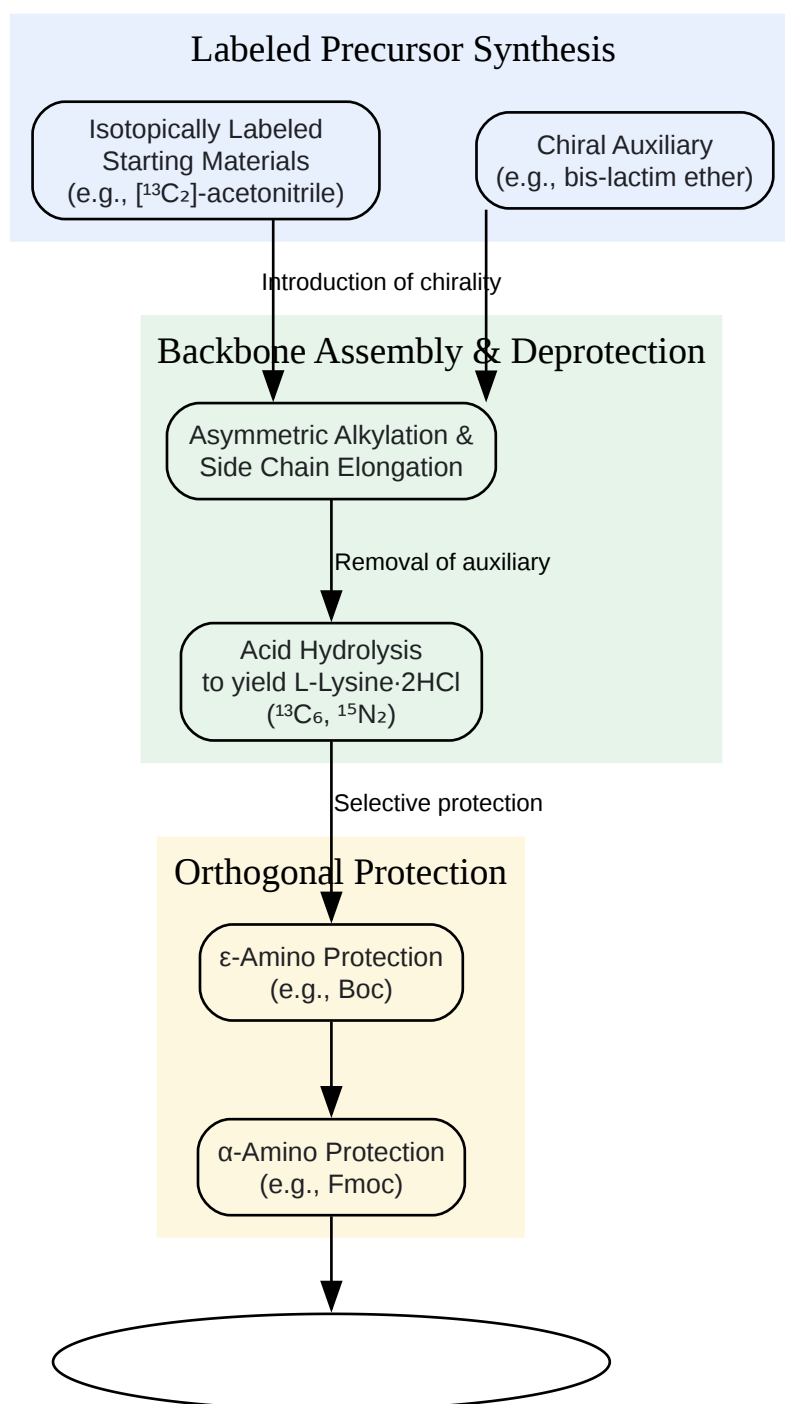 Labeled Precursor Synthesis
Isotopically Labeled
Starting Materials
(e.g., [¹³C₂]-acetonitrile)
Chiral Auxiliary
(e.g., bis-lactim ether)
Introduction of chirality
Backbone Assembly & Deprotection
Asymmetric Alkylation &
Side Chain Elongation
Removal of auxiliary
Acid Hydrolysis
to yield L-Lysine·2HCl
(¹³C₆, ¹⁵N₂)
Selective protection
Orthogonal Protection
ε-Amino Protection
(e.g., Boc)
α-Amino Protection
(e.g., Fmoc)